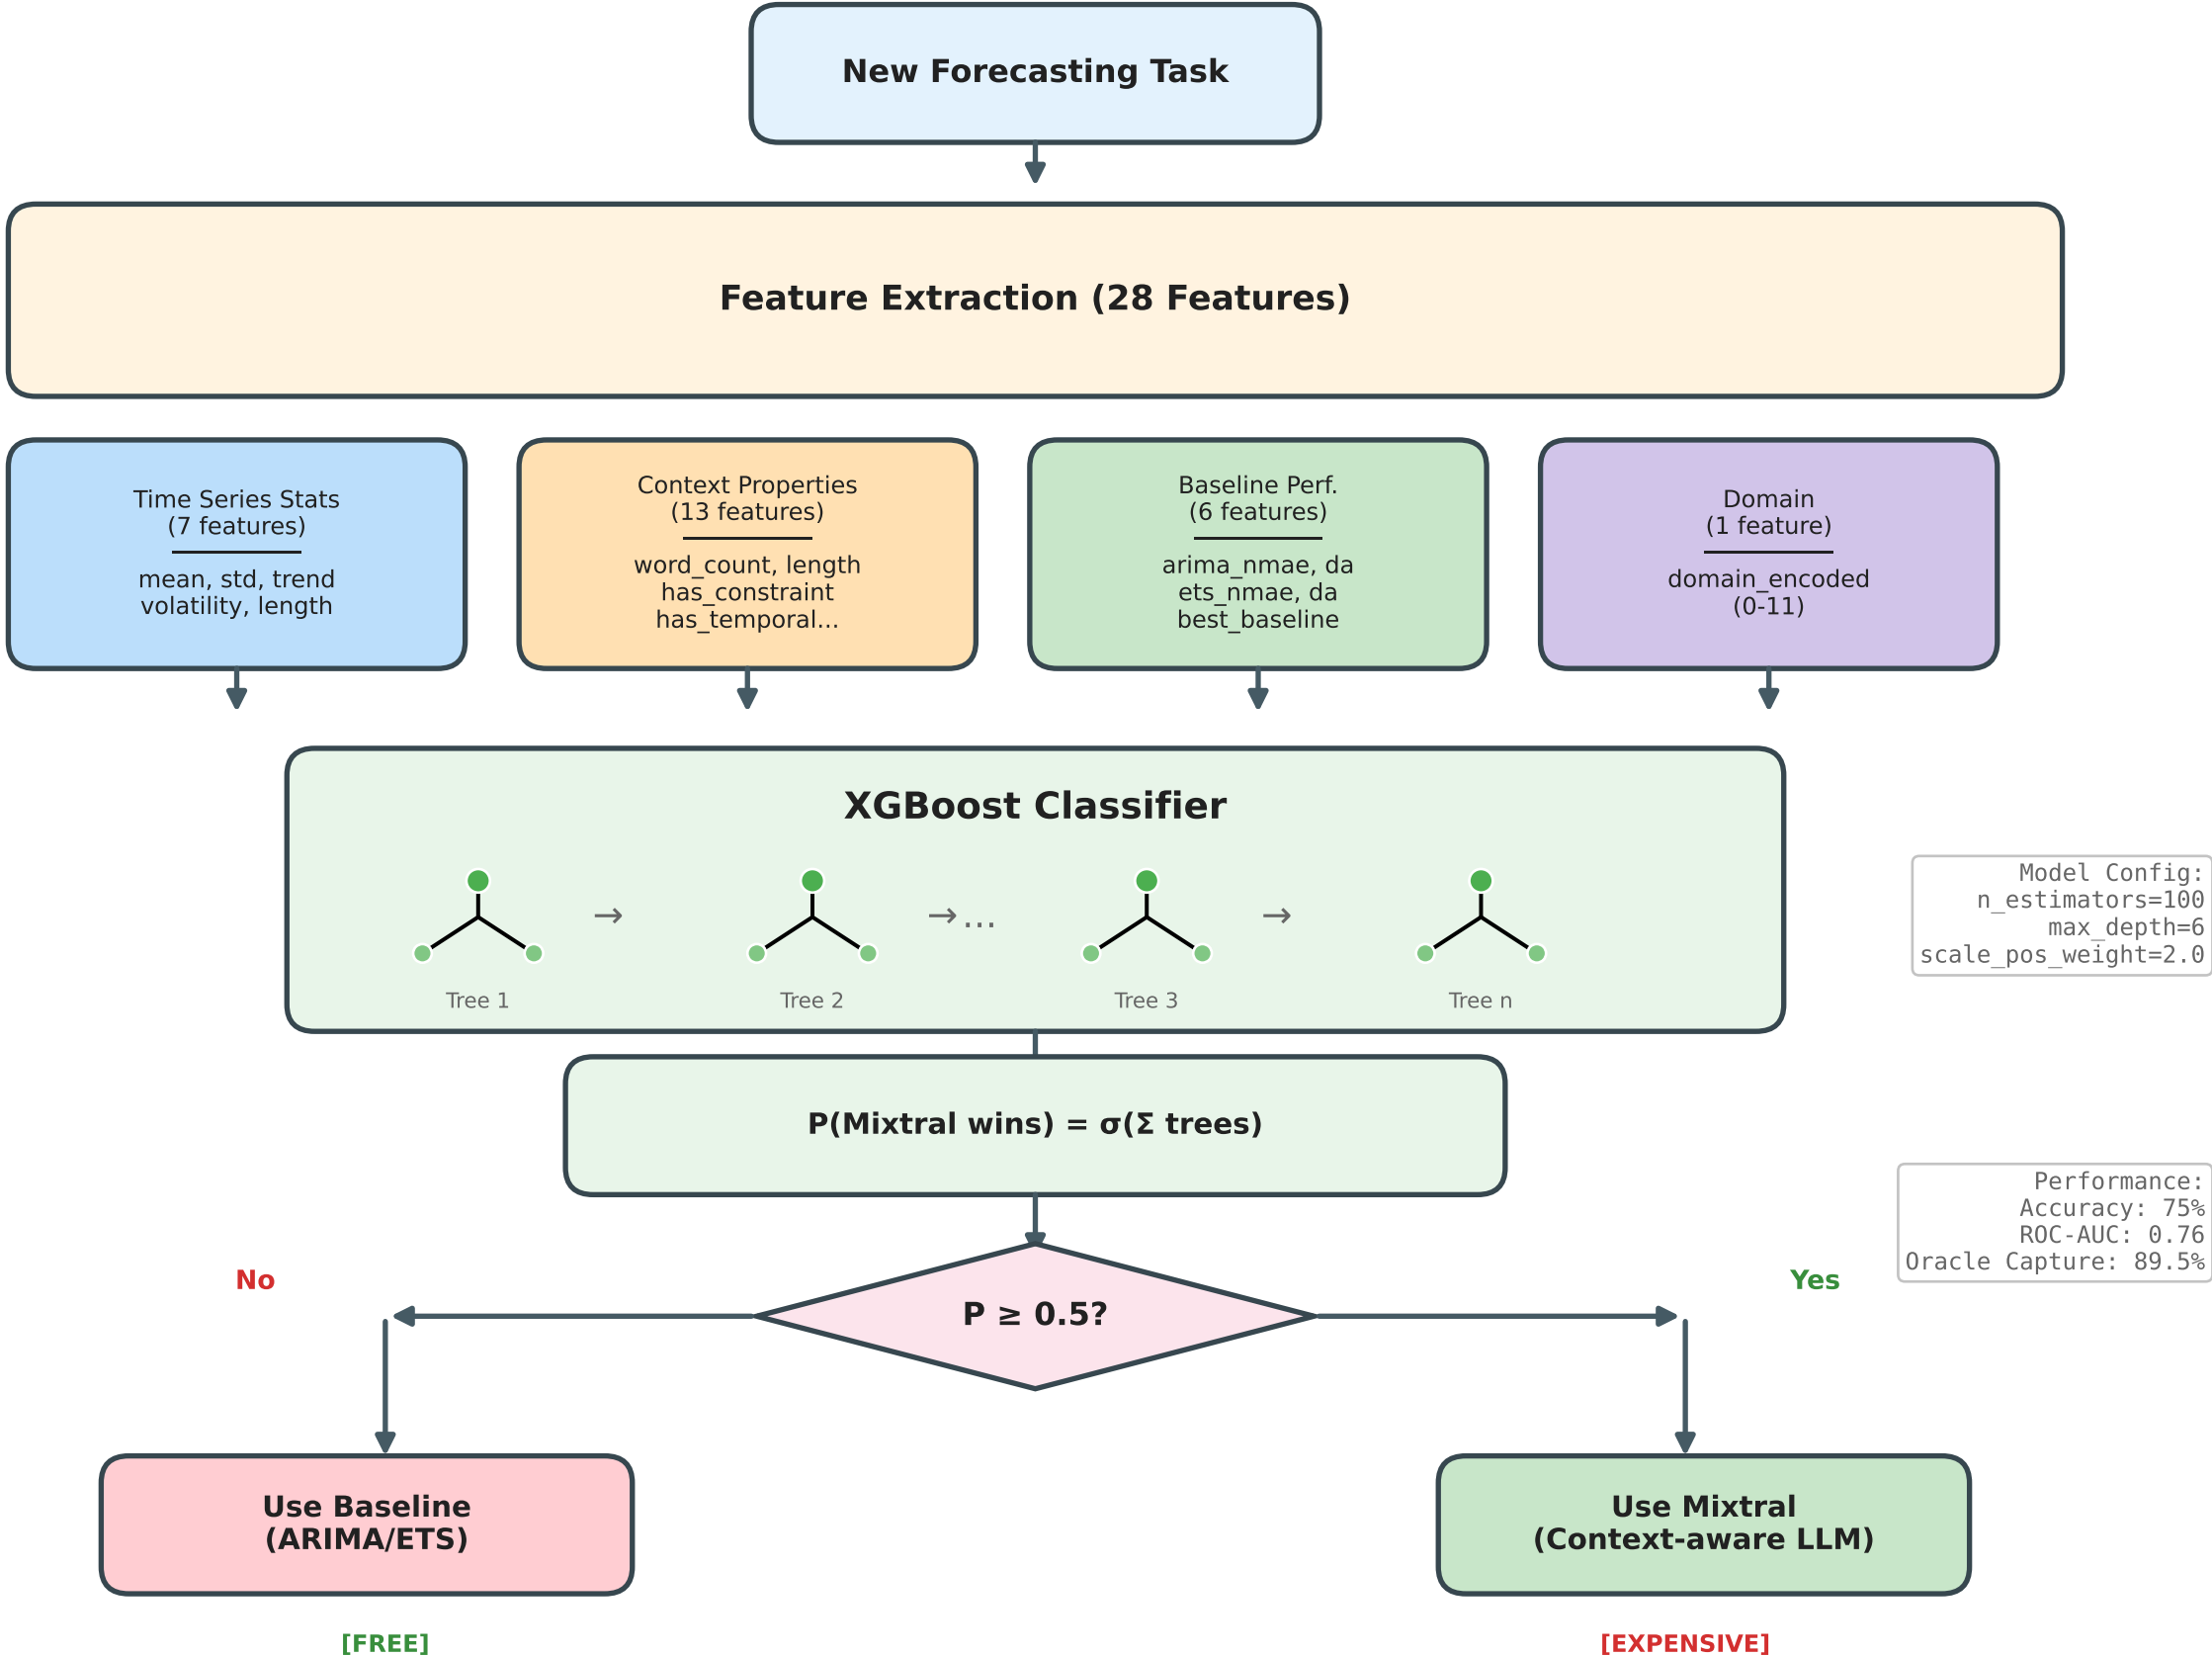 New Forecasting Task
Feature Extraction (28 Features)
Time Series Stats
(7 features)
mean, std, trend
volatility, length
Context Properties
(13 features)
word_count, length
has_constraint
has_temporal...
Baseline Perf.
(6 features)
arima_nmae, da
ets_nmae, da
best_baseline
Domain
(1 feature)
domain_encoded
(0-11)
XGBoost Classifier
→ →... →
Tree 1 Tree 2 Tree 3 Tree n
Model Config:
n_estimators=100
max_depth=6
scale_pos_weight=2.0
P(Mixtral wins) = σ(Σ trees)
Performance:
Accuracy: 75%
ROC-AUC: 0.76
Oracle Capture: 89.5%
No
Yes
P ≥ 0.5?
Use Baseline
(ARIMA/ETS)
Use Mixtral
(Context-aware LLM)
[FREE]
[EXPENSIVE]